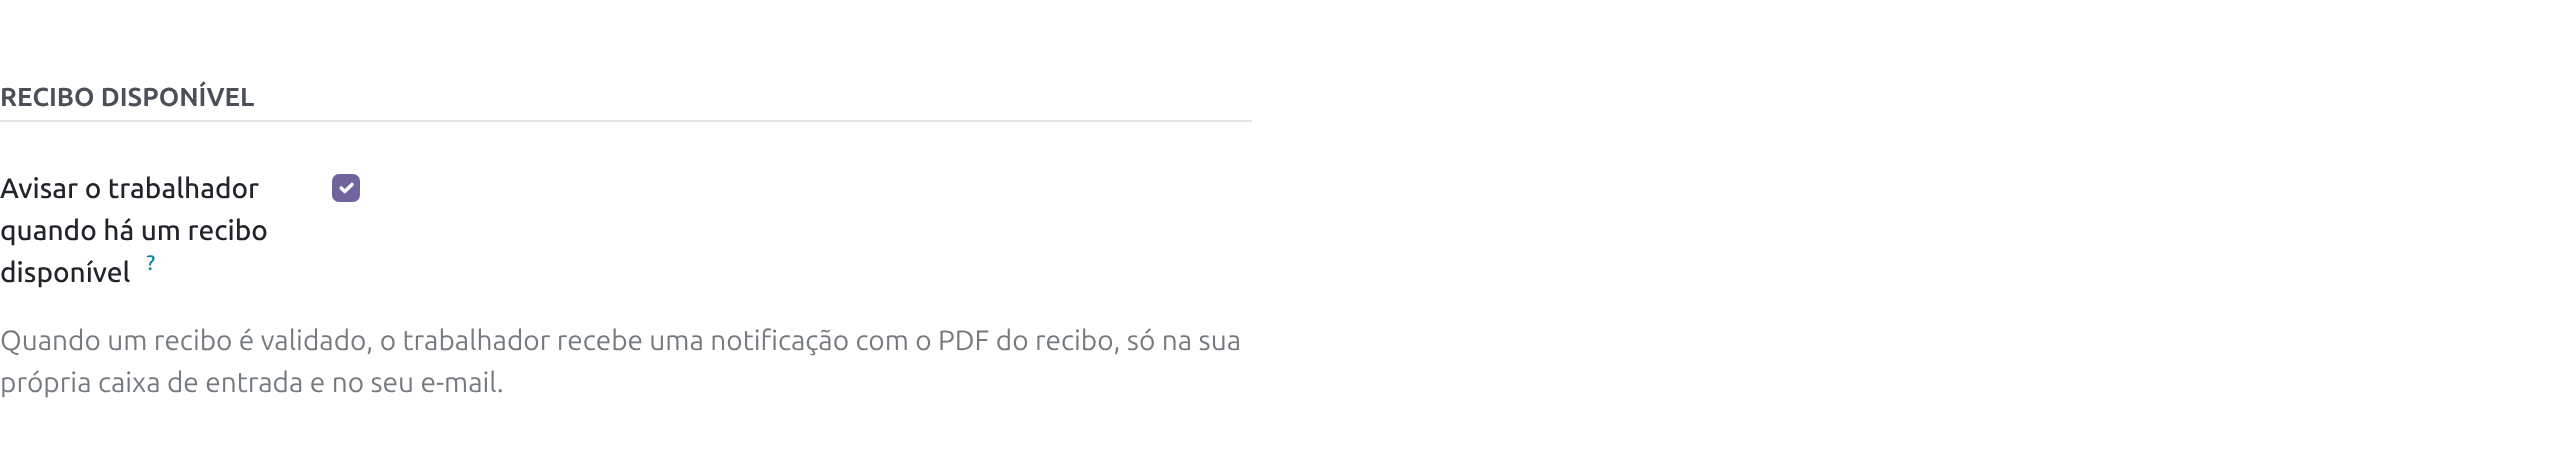 RECIBO DISPONÍVEL
Avisar o trabalhador
quando há um recibo
disponível ?
Quando um recibo é validado, o trabalhador recebe uma notificação com o PDF do recibo, só na sua
própria caixa de entrada e no seu e-mail.